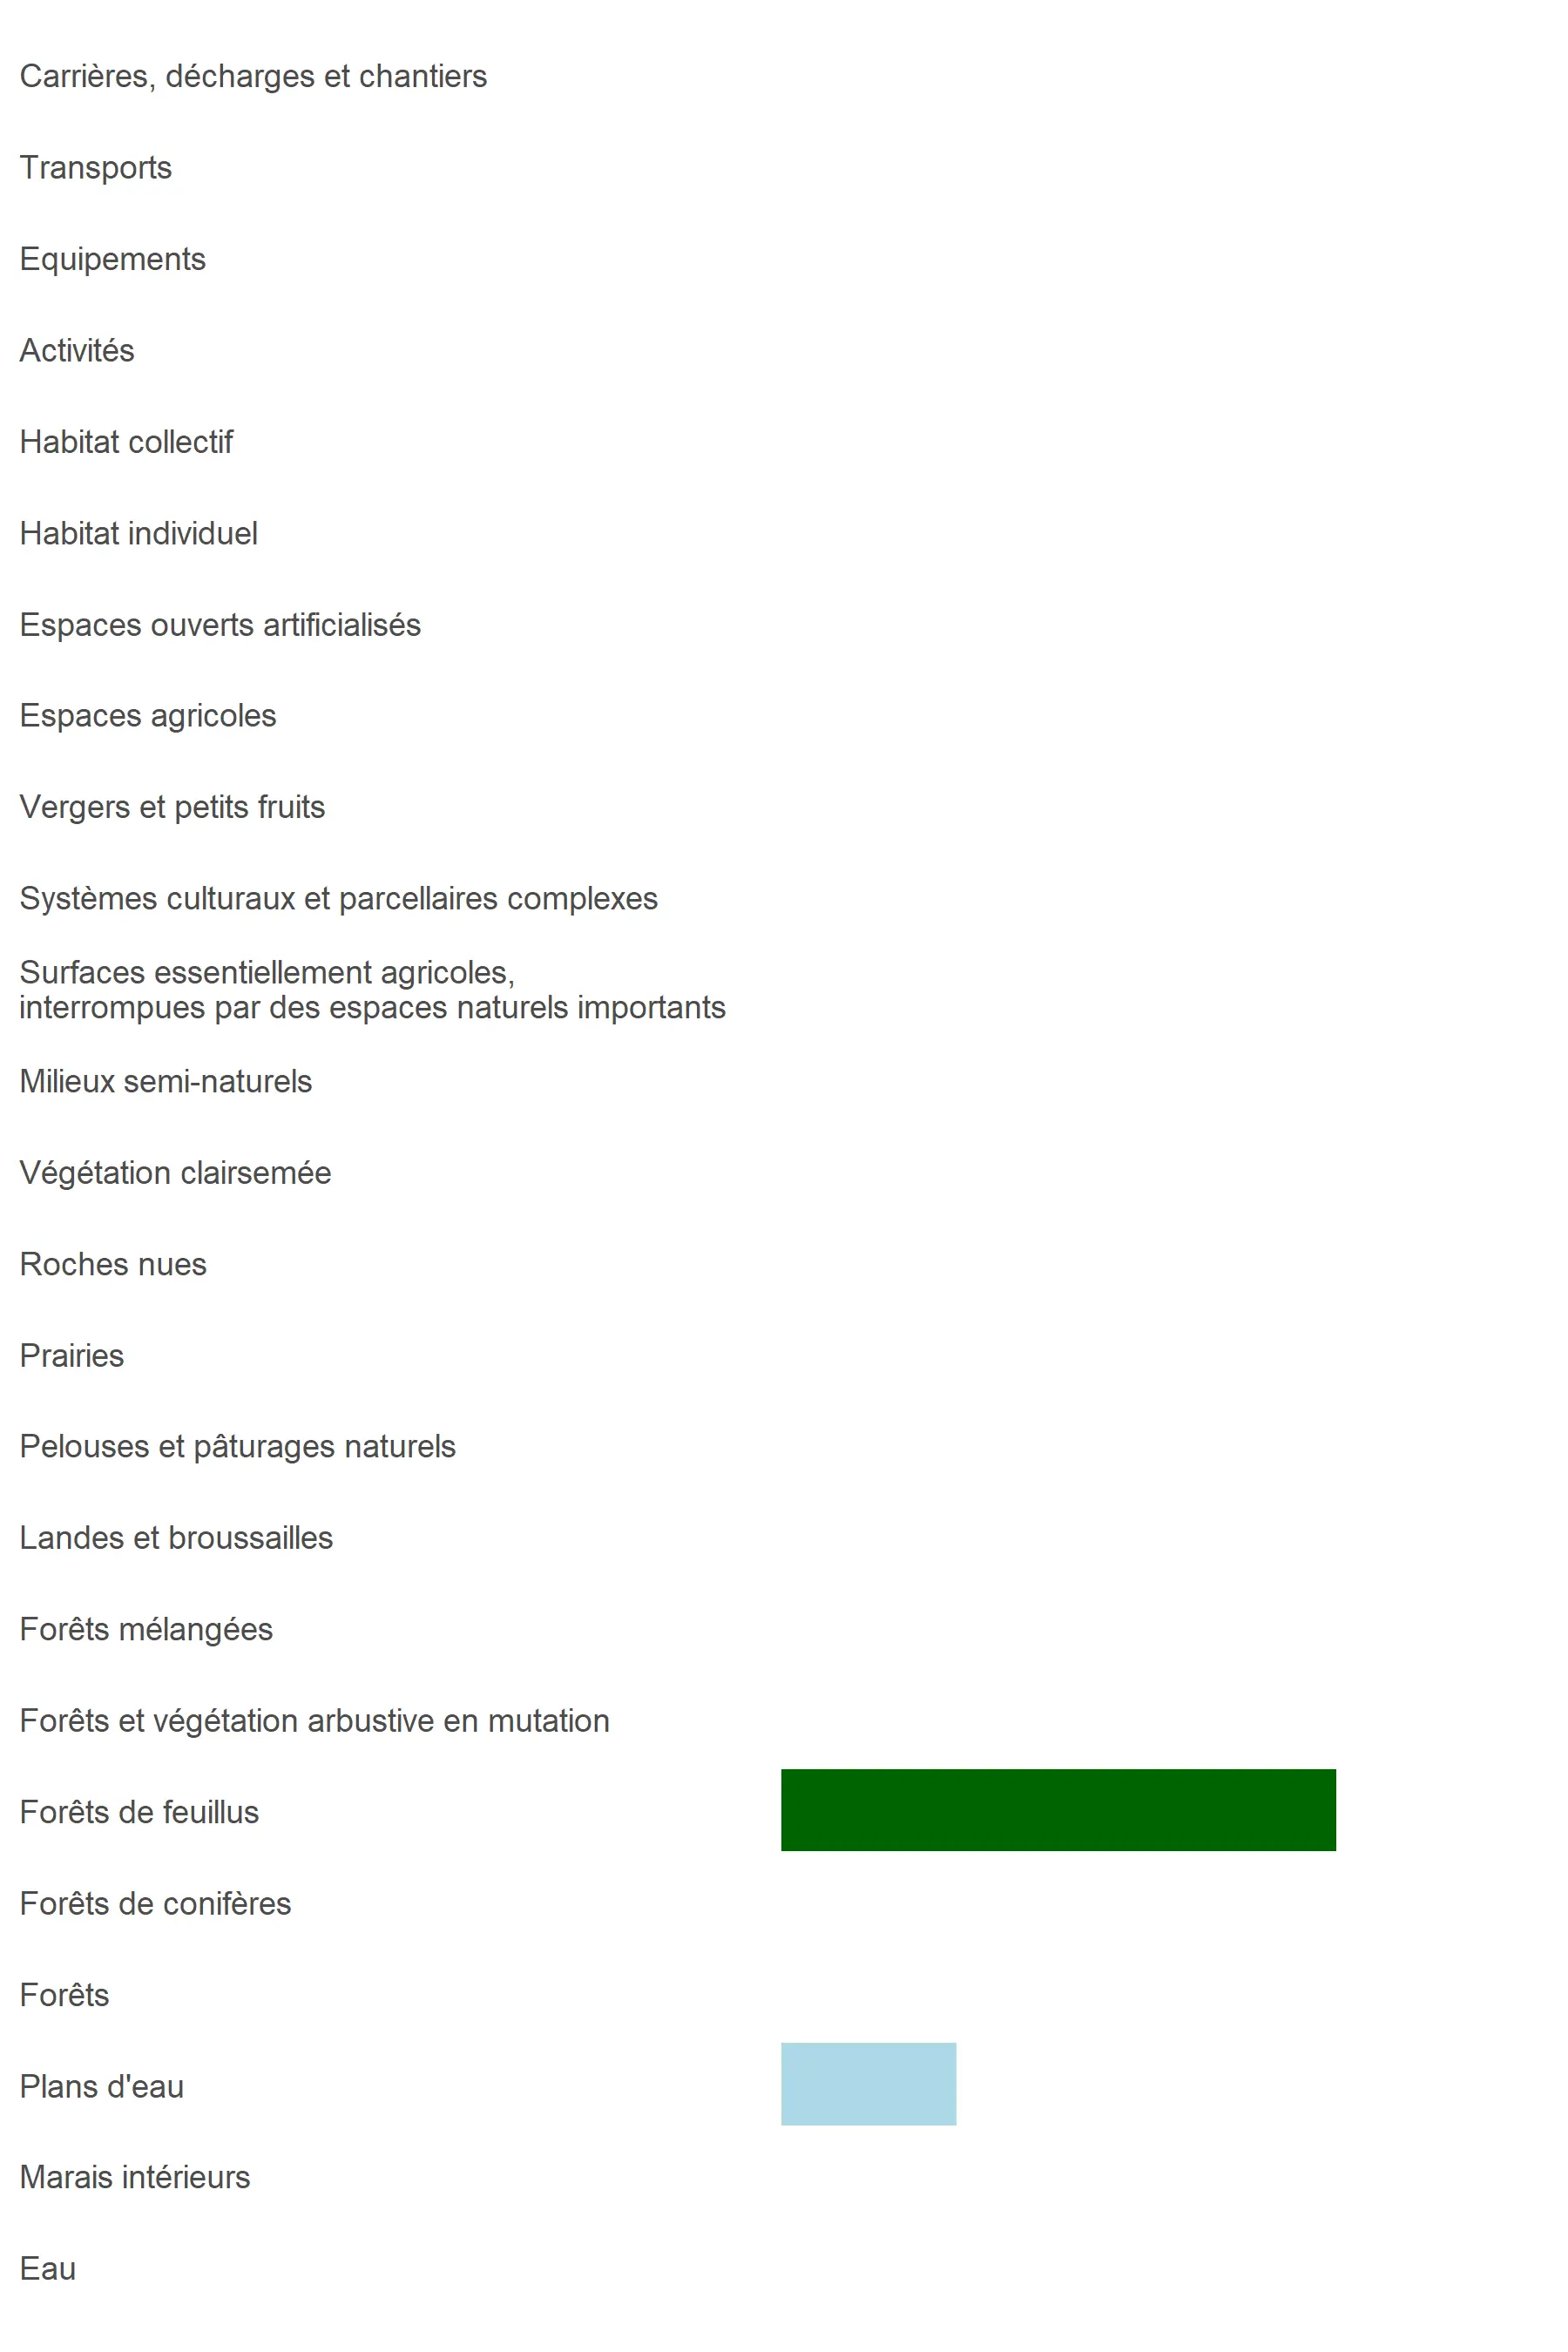 Carrières, décharges et chantiers
Transports
Equipements
Activités
Habitat collectif
Habitat individuel
Espaces ouverts artificialisés
Espaces agricoles
Vergers et petits fruits
Systèmes culturaux et parcellaires complexes
Surfaces essentiellement agricoles,
interrompues par des espaces naturels importants
Milieux semi-naturels
Végétation clairsemée
Roches nues
Prairies
Pelouses et pâturages naturels
Landes et broussailles
Forêts mélangées
Forêts et végétation arbustive en mutation
Forêts de feuillus
Forêts de conifères
Forêts
Plans d'eau
Marais intérieurs
Eau